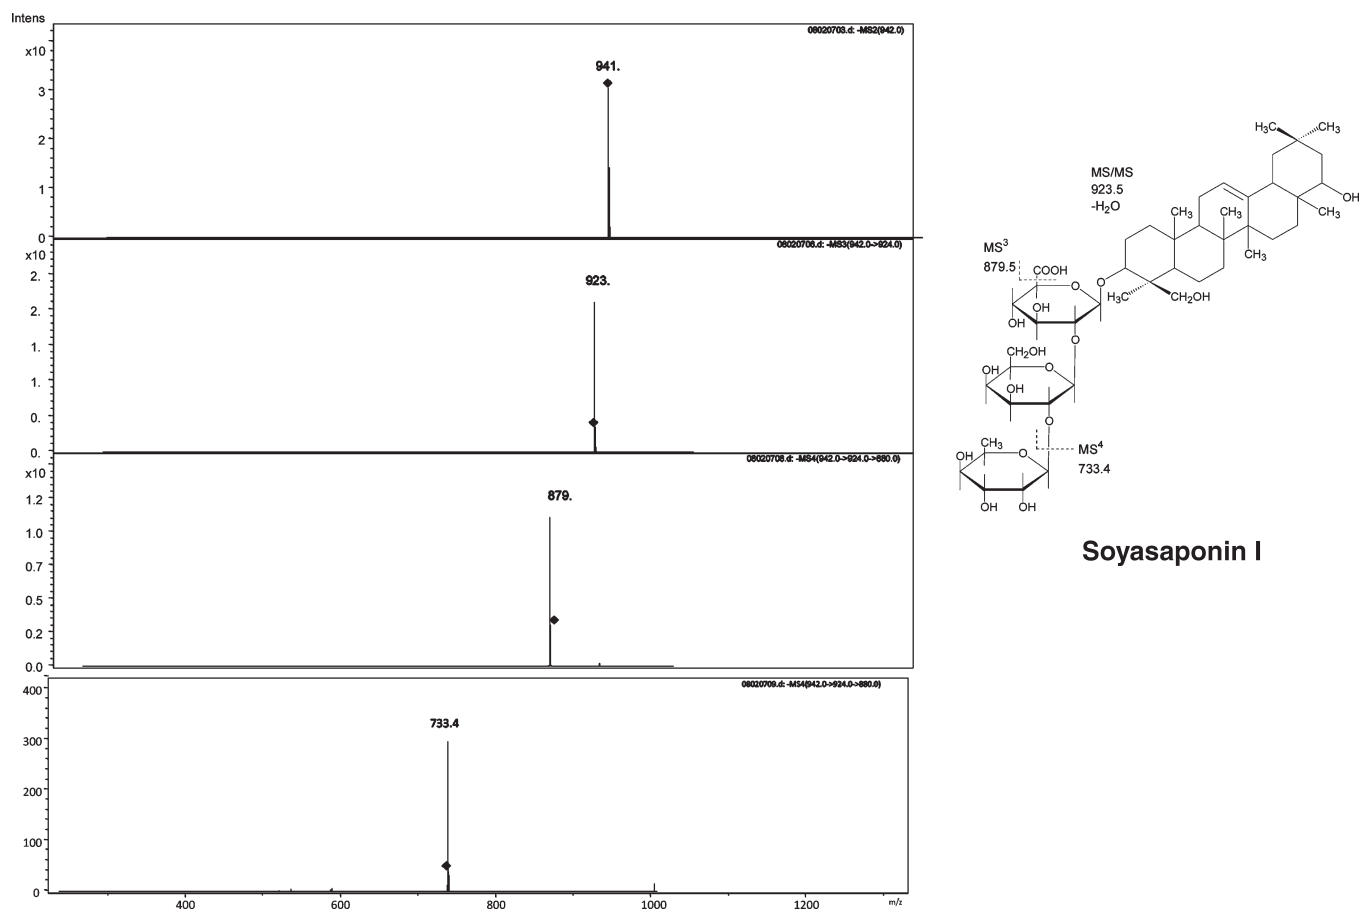 Intens
08020703.d: -MS2(942.0)
x10
941.
3
2
1
0
08020706.d: -MS3(942.0->924.0)
x10
923.
2.
2.
1.
1.
0.
0.
08020708.d: -MS4(942.0->924.0->880.0)
x10
879.
1.2
1.0
0.7
0.5
0.2
0.0
08020709.d: -MS4(942.0->924.0->880.0)
400
733.4
300
200
100
0
400 600 800 1000 1200
m/z
H₃C CH₃
MS/MS
923.5
-H₂O
OH
CH₃ CH₃ CH₃
CH₃
MS³
879.5
COOH
O O
H₃C CH₂OH
OH
OH
O
CH₂OH
OH O
OH
O
CH₃
OH O
MS⁴
733.4
OH OH
Soyasaponin I